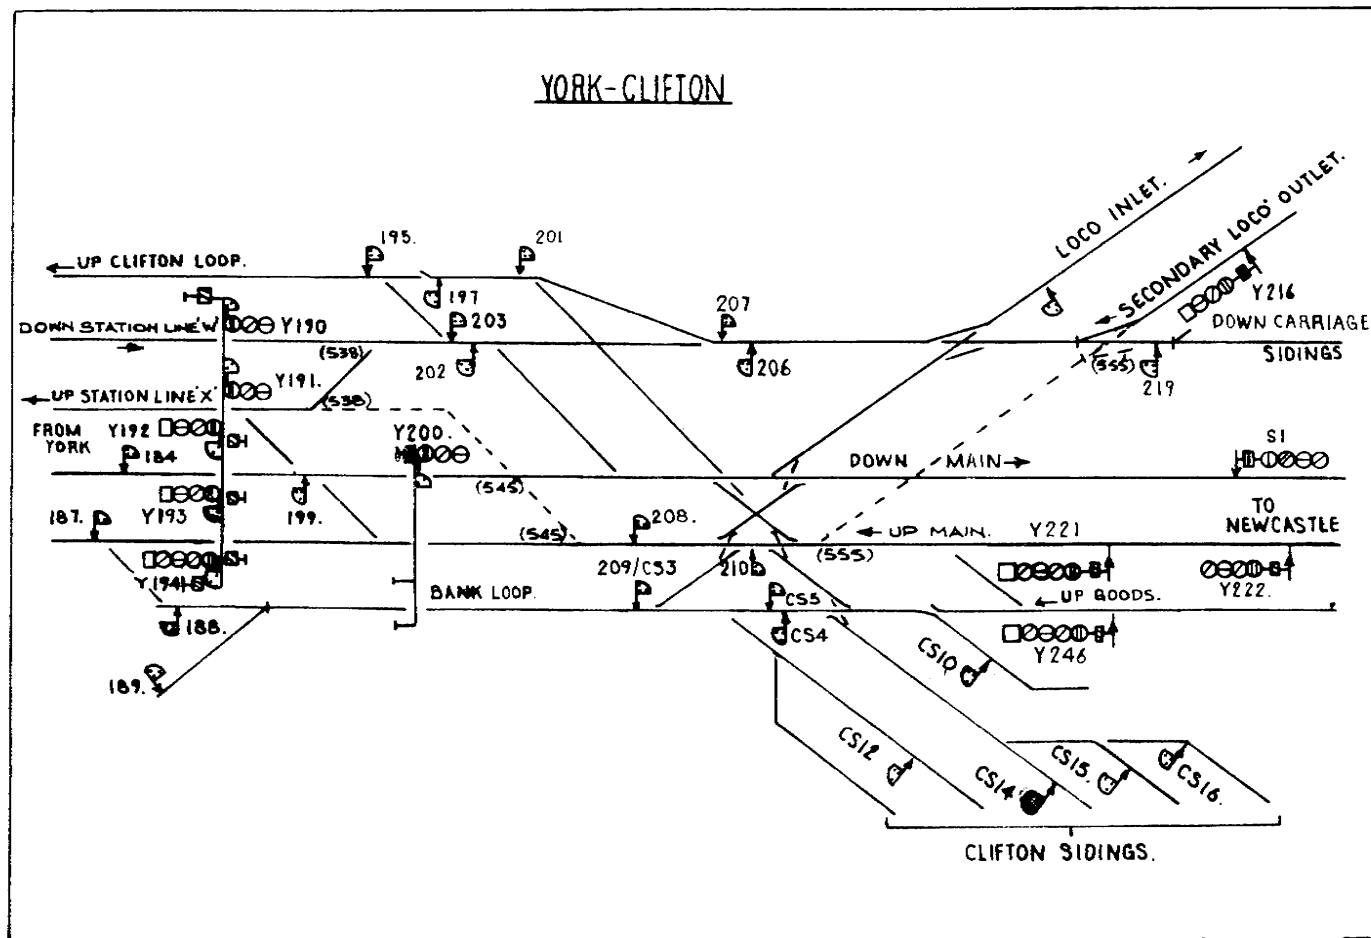 YORK-CLIFTON
LOCO INLET.
SECONDARY LOCO' OUTLET.
195.
201
UP CLIFTON LOOP.
197
207
Y216
DOWN STATION LINE 'W'
Y190
203
DOWN CARRIAGE
SIDINGS
(538)
202
206
(555)
219
Y191.
UP STATION LINE 'X'
(538)
FROM
YORK
Y192
184
Y200.
DOWN MAIN
S1
(545)
Y193
199.
187.
208.
(545)
(555)
UP MAIN.
Y221
TO
NEWCASTLE
209/CS3
210
Y194
BANK LOOP.
CS5
UP GOODS.
Y222.
188.
CS4
CS10
Y246
189.
CS12
CS14
CS15.
CS16.
CLIFTON SIDINGS.